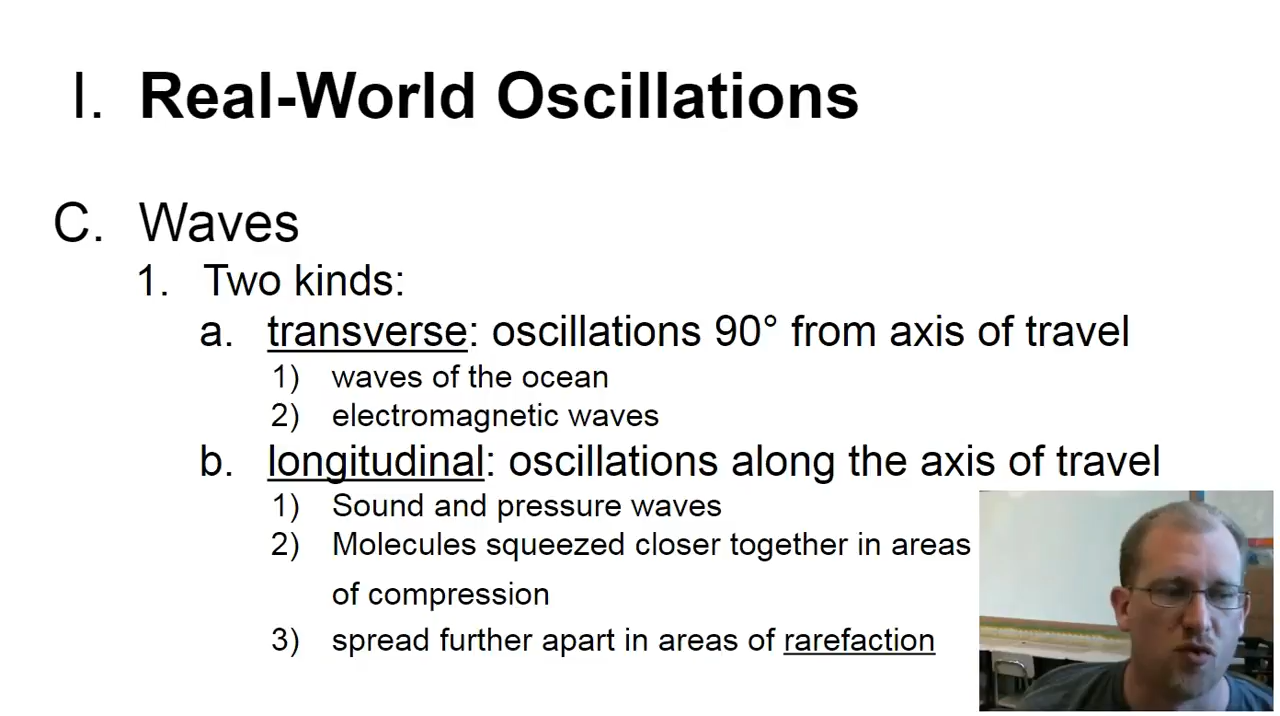 I. Real-World Oscillations
C. Waves
1. Two kinds:
a. transverse: oscillations 90° from axis of travel
1) waves of the ocean
2) electromagnetic waves
b. longitudinal: oscillations along the axis of travel
1) Sound and pressure waves
2) Molecules squeezed closer together in areas
of compression
3) spread further apart in areas of rarefaction